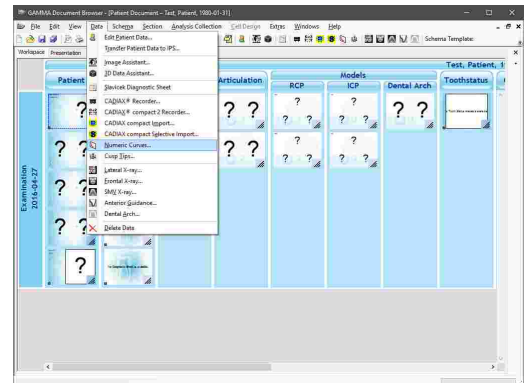 GAMMA Document Browser - [Patient Document - Test, Patient, 1980-01-31]
File Edit View Data Schema Section Analysis Collection Cell Design Extras Windows Help
Schema Template:
Workspace Presentation
Edit Patient Data...
Transfer Patient Data to IPS...
Image Assistant...
3D Data Assistant...
Slavicek Diagnostic Sheet
CADIAX® Recorder...
CADIAX® compact 2 Recorder...
CADIAX compact Import...
CADIAX compact Selective Import...
Numeric Curves...
Cusp Tips...
Lateral X-ray...
Frontal X-ray...
SMV X-ray...
Anterior Guidance...
Dental Arch...
Delete Data
Test, Patient, 1
Patient
Articulation
Models
RCP
ICP
Dental Arch
Toothstatus
Examination
2016-04-27
? ? ? ? ?
? ? ? ? ? ?
? ? ? ? ?
? ? ? ? ? ?
? ?
? ?
?